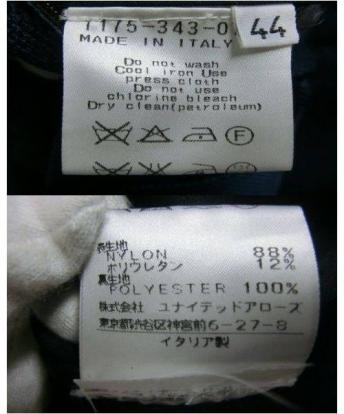 1175-343-0
44
MADE IN ITALY
Do not wash
Cool iron Use
press cloth
Do not use
chlorine bleach
Dry clean(petroleum)
F
表生地
NYLON 88%
ポリウレタン 12%
裏生地
POLYESTER 100%
株式会社 ユナイテッドアローズ
東京都渋谷区神宮前6-27-8
イタリア製